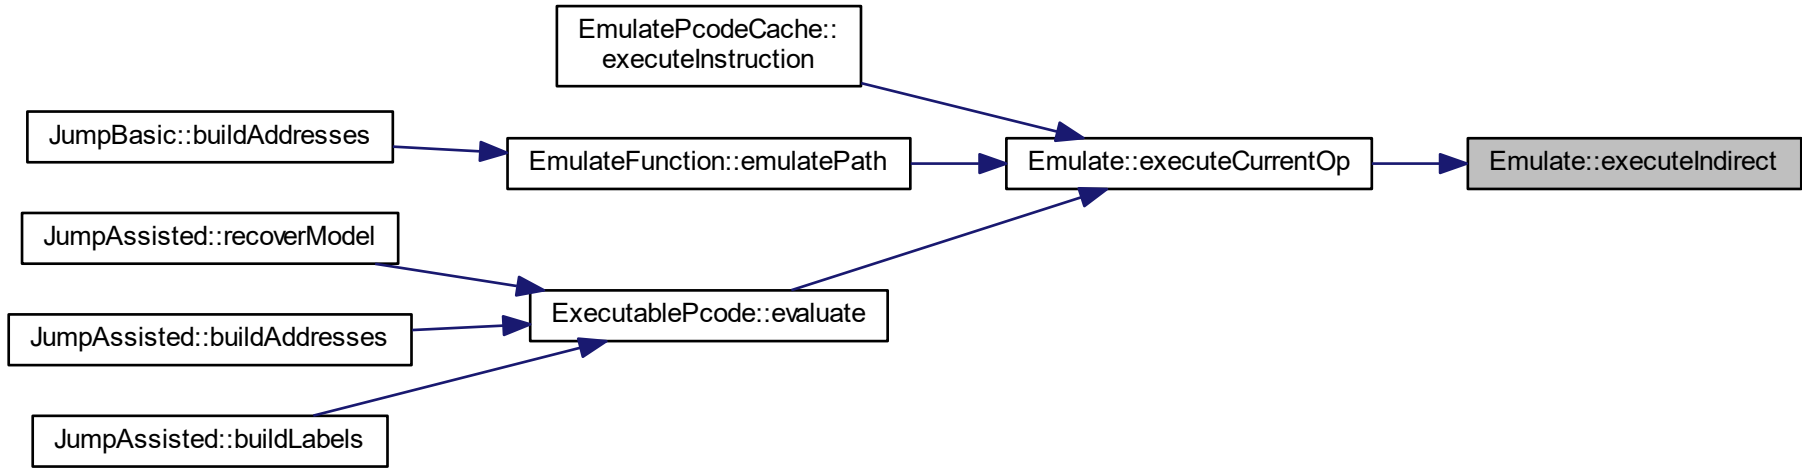 EmulatePcodeCache::
executeInstruction
JumpBasic::buildAddresses
EmulateFunction::emulatePath
Emulate::executeCurrentOp
Emulate::executeIndirect
JumpAssisted::recoverModel
ExecutablePcode::evaluate
JumpAssisted::buildAddresses
JumpAssisted::buildLabels